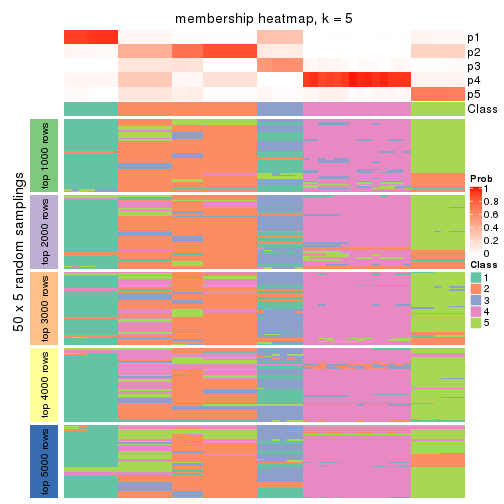 membership heatmap, k = 5
p1
p2
p3
p4
p5
Class
50 x 5 random samplings
top 1000 rows
top 2000 rows
top 3000 rows
top 4000 rows
top 5000 rows
Prob
1
0.8
0.6
0.4
0.2
0
Class
1
2
3
4
5